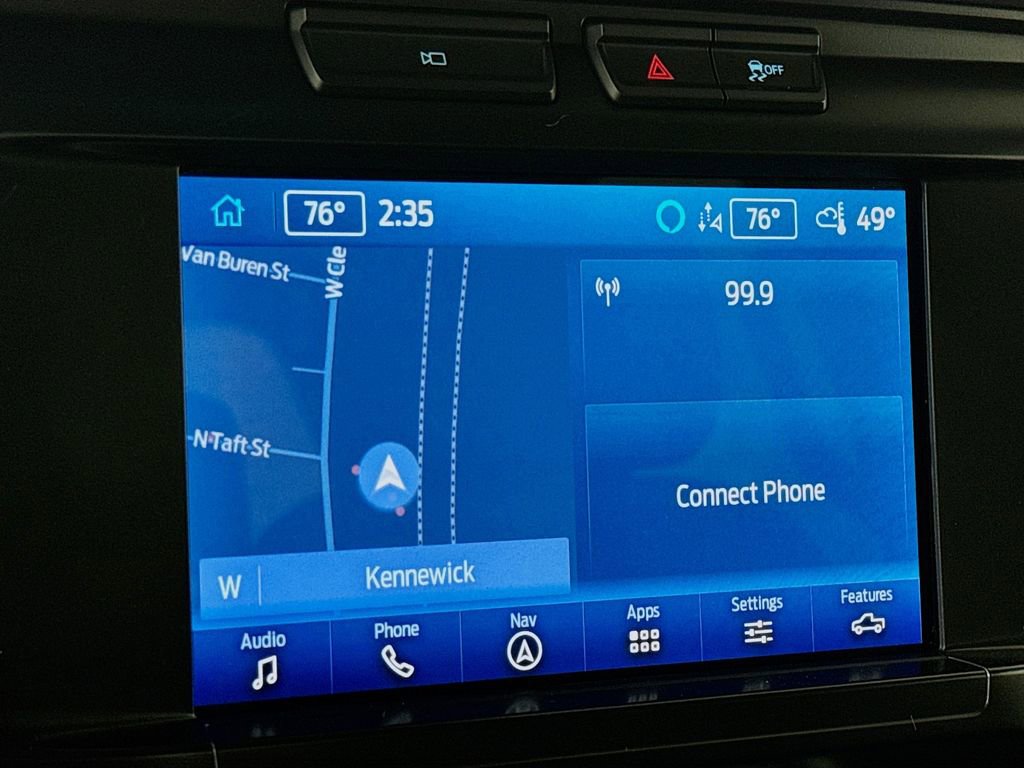 OFF
76°
2:35
76°
49°
Van Buren St
W Cle
N Taft St
99.9
Connect Phone
W
Kennewick
Audio
Phone
Nav
Apps
Settings
Features